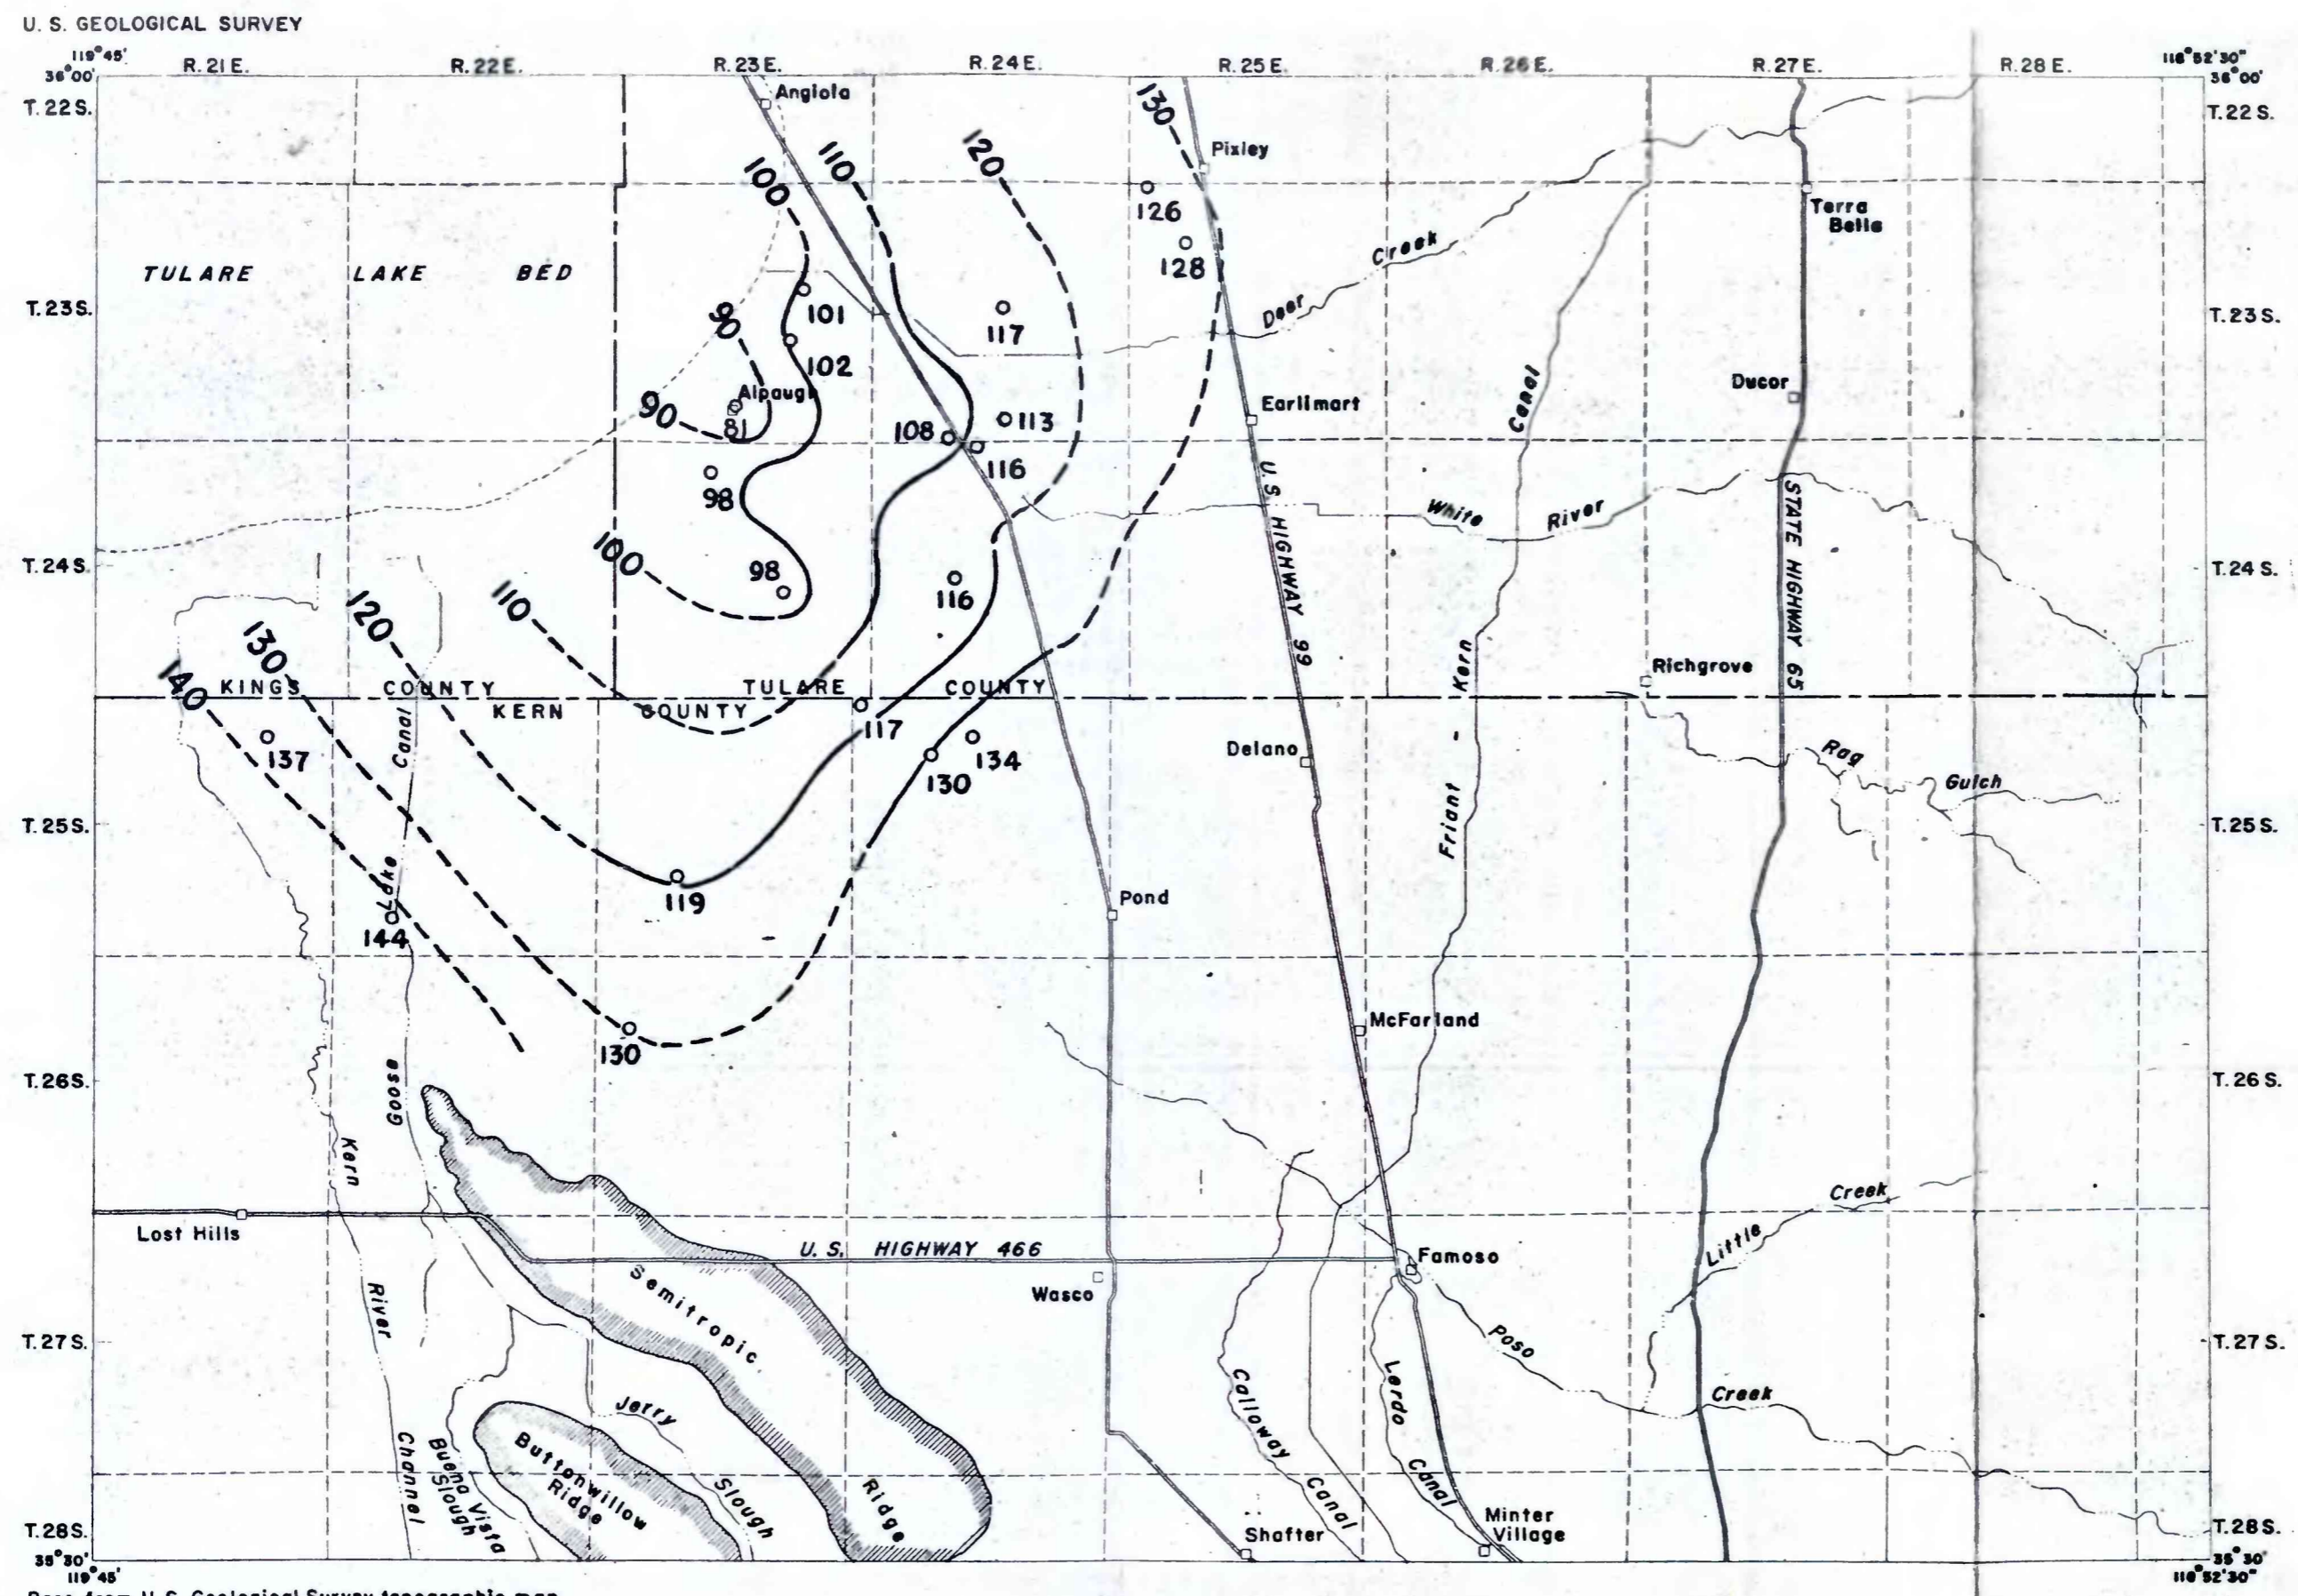 U. S. GEOLOGICAL SURVEY
119°45'
36°00'
R. 21 E.
R. 22 E.
R. 23 E.
R. 24 E.
R. 25 E.
R. 26 E.
R. 27 E.
R. 28 E.
118°52'30"
36°00'
T. 22 S.
T. 22 S.
Angiola
130
Pixley
100
110
120
126
Terra
Bella
128
Creek
Deer
TULARE LAKE BED
T. 23 S.
T. 23 S.
101
90
117
102
Alpaugh
90
81
108
113
116
Earlimart
Ducor
Canal
98
U. S. HIGHWAY 99
White River
STATE HIGHWAY 65
T. 24 S.
T. 24 S.
100
98
116
110
120
130
140
Kern
Richgrove
KINGS COUNTY
TULARE COUNTY
KERN COUNTY
137
Canal
117
134
130
Delano
Rag
Gulch
Friant -
T. 25 S.
T. 25 S.
Lake
119
144
Pond
130
McFarland
T. 26 S.
T. 26 S.
Goose
Kern
Creek
Little
Lost Hills
U. S. HIGHWAY 466
Famoso
Wasco
Semitropic
River
T. 27 S.
T. 27 S.
Poso
Creek
Lerdo
Canal
Calloway
Canal
Jerry
Slough
Buttonwillow
Ridge
Buena Vista
Slough
Channel
Ridge
Shafter
Minter
Village
T. 28 S.
T. 28 S.
35°30'
119°45'
35°30'
118°52'30"
Base from U. S. Geological Survey topographic map